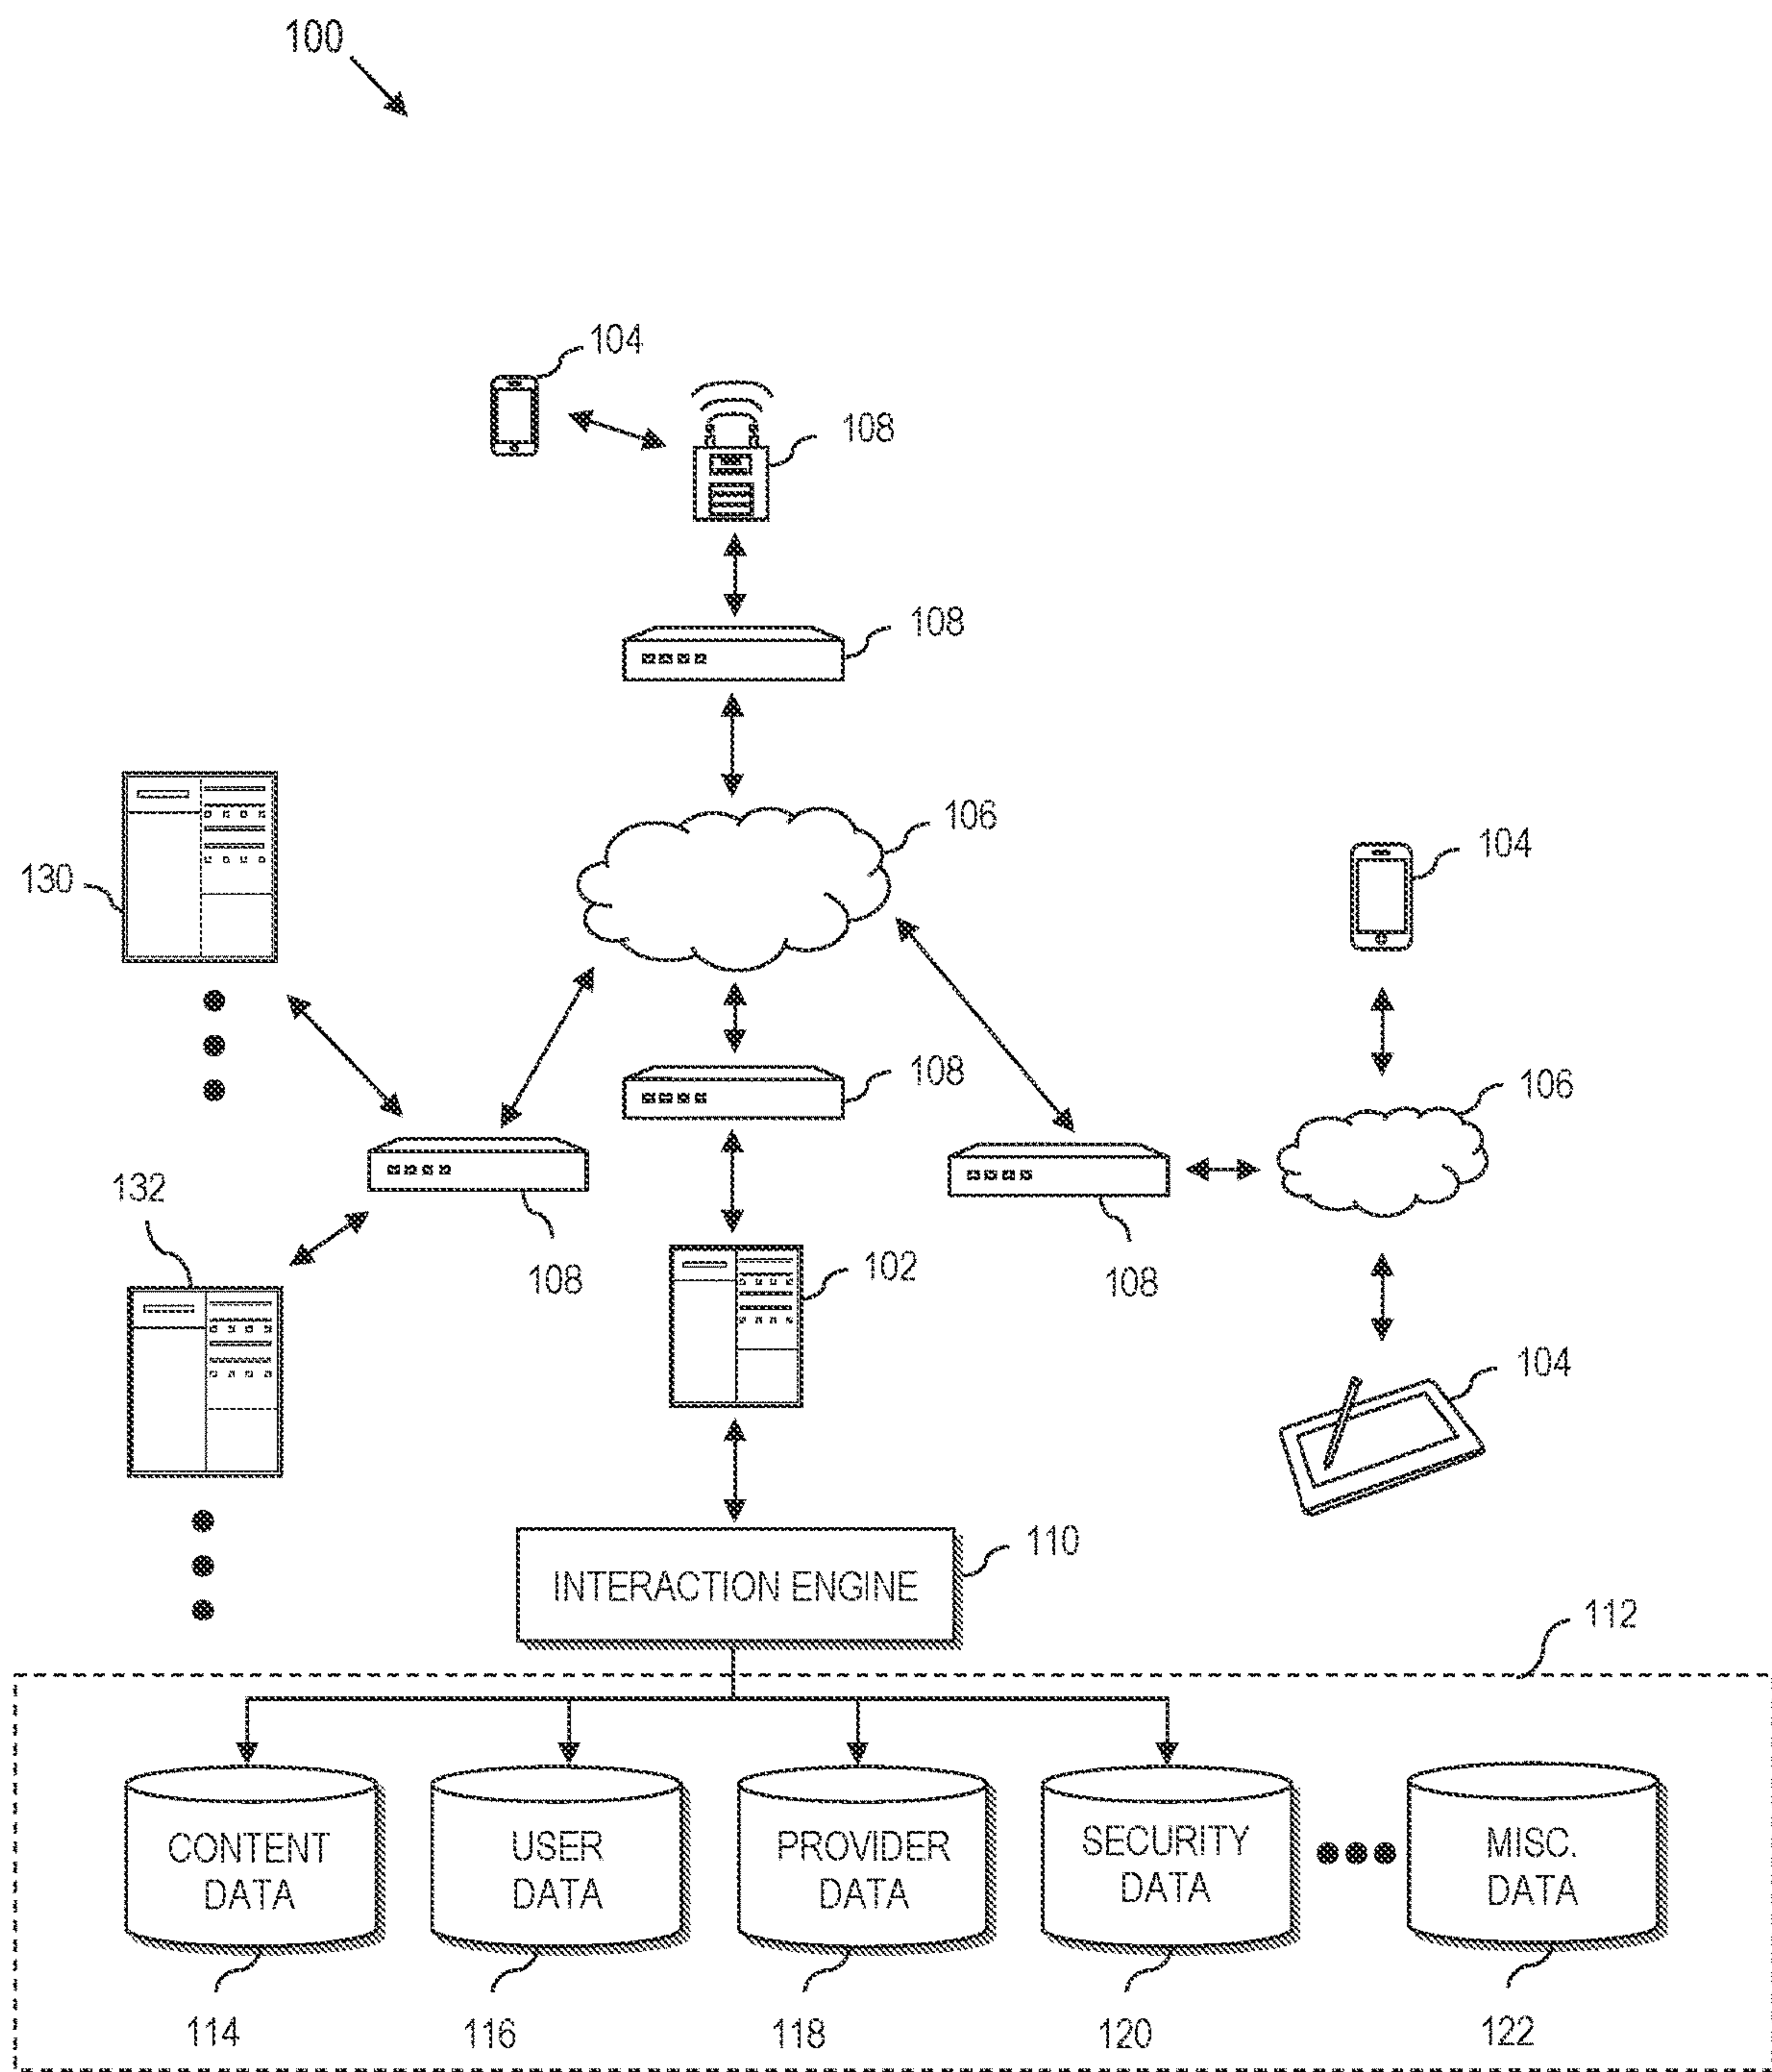 100
104
108
108
106
130
104
108
106
132
108
102
108
104
110
INTERACTION ENGINE
112
CONTENT
DATA
USER
DATA
PROVIDER
DATA
SECURITY
DATA
MISC.
DATA
114
116
118
120
122